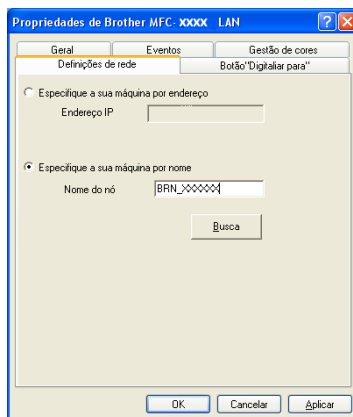 Propriedades de Brother MFC-XXXX LAN
Geral Eventos Gestão de cores
Definições de rede Botão"Digitaliar para"
Especifique a sua máquina por endereço
Endereço IP
Especifique a sua máquina por nome
Nome do nó BRN_XXXXXX
Busca
OK Cancelar Aplicar